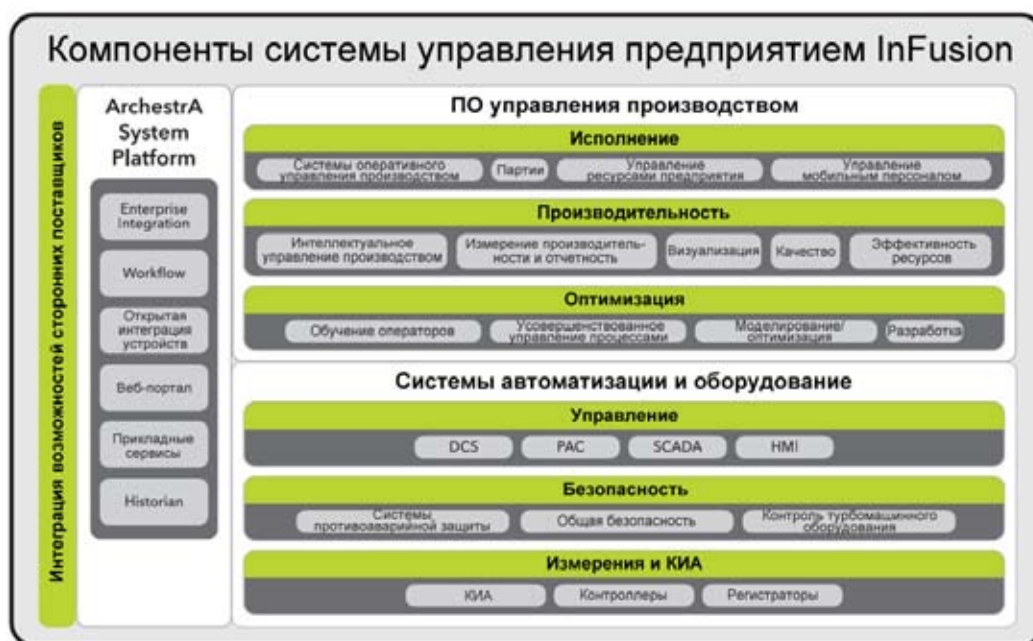 Компоненты системы управления предприятием InFusion
Интеграция возможностей сторонних поставщиков
ArchestrA
System
Platform
Enterprise
Integration
Workflow
Открытая
интеграция
устройств
Веб-портал
Прикладные
сервисы
Historian
ПО управления производством
Исполнение
Системы оперативного
управления производством
Партии
Управление
ресурсами предприятия
Управление
мобильным персоналом
Производительность
Интеллектуальное
управление производством
Измерение производитель-
ности и отчетность
Визуализация
Качество
Эффективность
ресурсов
Оптимизация
Обучение операторов
Усовершенствованное
управление процессами
Моделирование/
оптимизация
Разработка
Системы автоматизации и оборудование
Управление
DCS
PAC
SCADA
HMI
Безопасность
Системы
противоаварийной защиты
Общая безопасность
Контроль турбомашинного
оборудования
Измерения и КИА
КИА
Контроллеры
Регистраторы